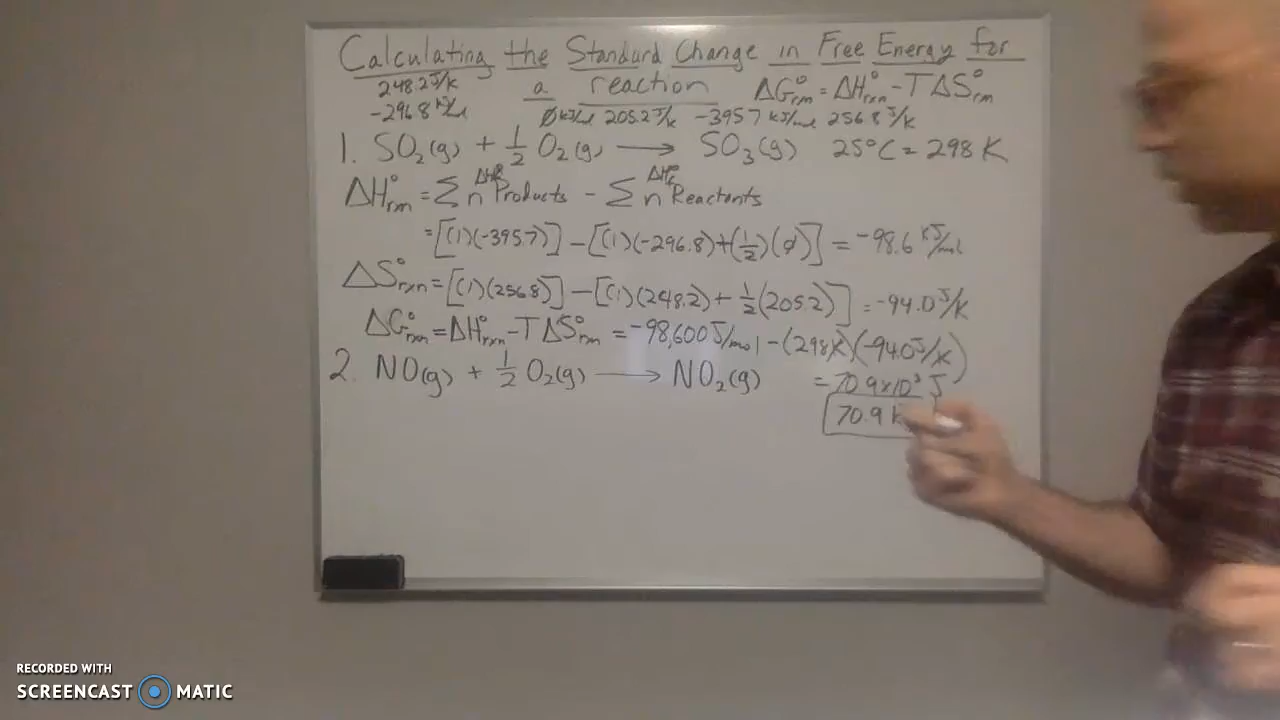 Calculating the Standard Change in Free Energy for
a reaction ΔG°rxn = ΔH°rxn - TΔS°rxn
248.2 J/K
-296.8 kJ/mol 0 kJ/mol 205.2 J/K -395.7 kJ/mol 256.8 J/K
1. SO₂(g) + 1/2 O₂(g) → SO₃(g) 25°C = 298 K
ΔH°rxn = Σ n ΔH°f Products - Σ n ΔH°f Reactants
= [(1)(-395.7)] - [(1)(-296.8) + (1/2)(0)] = -98.6 kJ/mol
ΔS°rxn = [(1)(256.8)] - [(1)(248.2) + 1/2(205.2)] = -94.0 J/K
ΔG°rxn = ΔH°rxn - TΔS°rxn = -98,600 J/mol - (298K)(-94.0 J/K)
= 70.9x10³ J
70.9
2. NO(g) + 1/2 O₂(g) → NO₂(g)
RECORDED WITH
SCREENCAST MATIC